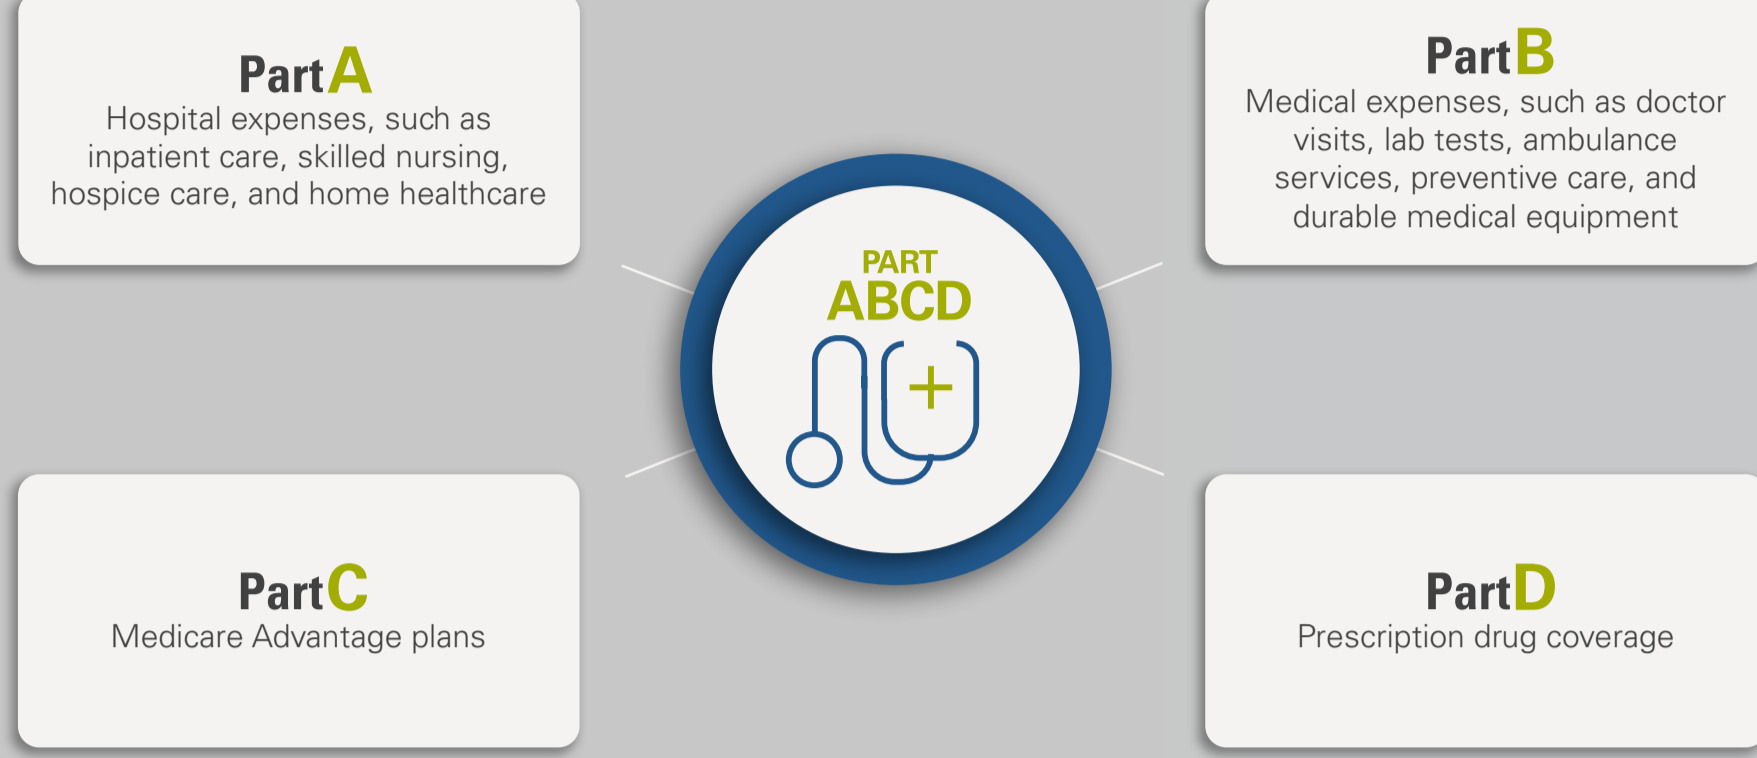 Part A
Hospital expenses, such as
inpatient care, skilled nursing,
hospice care, and home healthcare
Part B
Medical expenses, such as doctor
visits, lab tests, ambulance
services, preventive care, and
durable medical equipment
PART
ABCD
Part C
Medicare Advantage plans
Part D
Prescription drug coverage